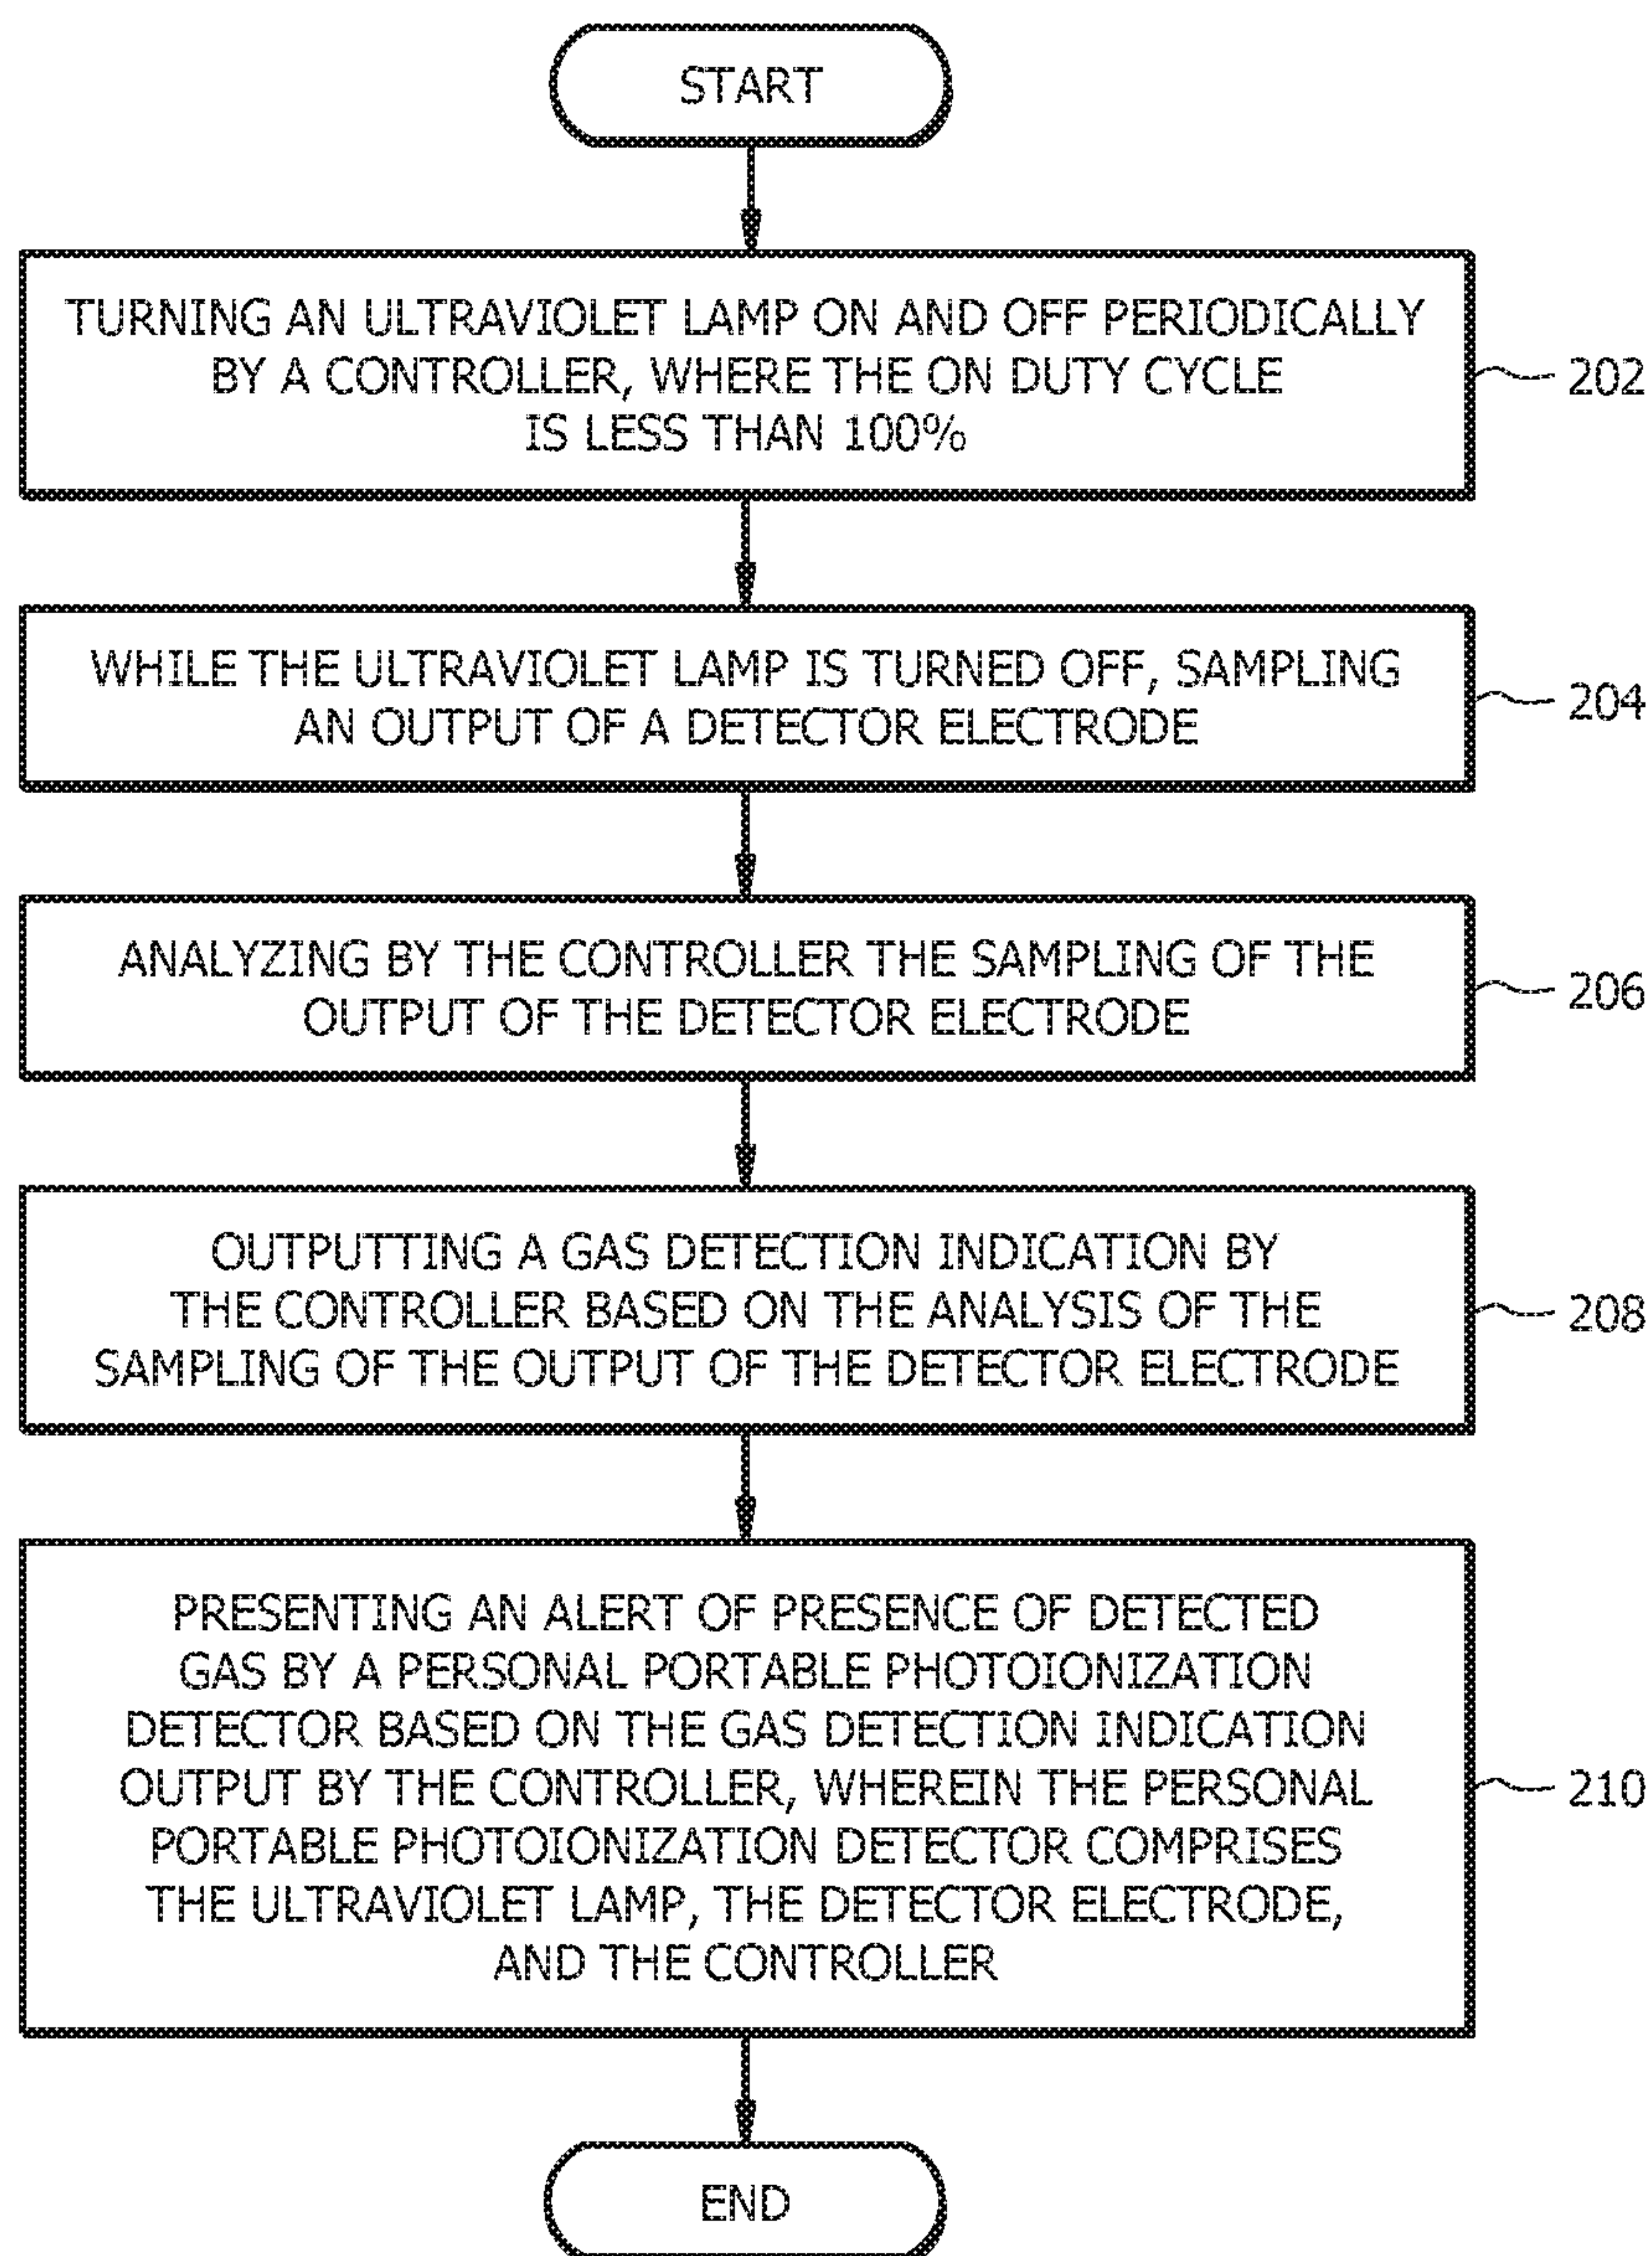 START
TURNING AN ULTRAVIOLET LAMP ON AND OFF PERIODICALLY
BY A CONTROLLER, WHERE THE ON DUTY CYCLE
IS LESS THAN 100%
202
WHILE THE ULTRAVIOLET LAMP IS TURNED OFF, SAMPLING
AN OUTPUT OF A DETECTOR ELECTRODE
204
ANALYZING BY THE CONTROLLER THE SAMPLING OF THE
OUTPUT OF THE DETECTOR ELECTRODE
206
OUTPUTTING A GAS DETECTION INDICATION BY
THE CONTROLLER BASED ON THE ANALYSIS OF THE
SAMPLING OF THE OUTPUT OF THE DETECTOR ELECTRODE
208
PRESENTING AN ALERT OF PRESENCE OF DETECTED
GAS BY A PERSONAL PORTABLE PHOTOIONIZATION
DETECTOR BASED ON THE GAS DETECTION INDICATION
OUTPUT BY THE CONTROLLER, WHEREIN THE PERSONAL
PORTABLE PHOTOIONIZATION DETECTOR COMPRISES
THE ULTRAVIOLET LAMP, THE DETECTOR ELECTRODE,
AND THE CONTROLLER
210
END